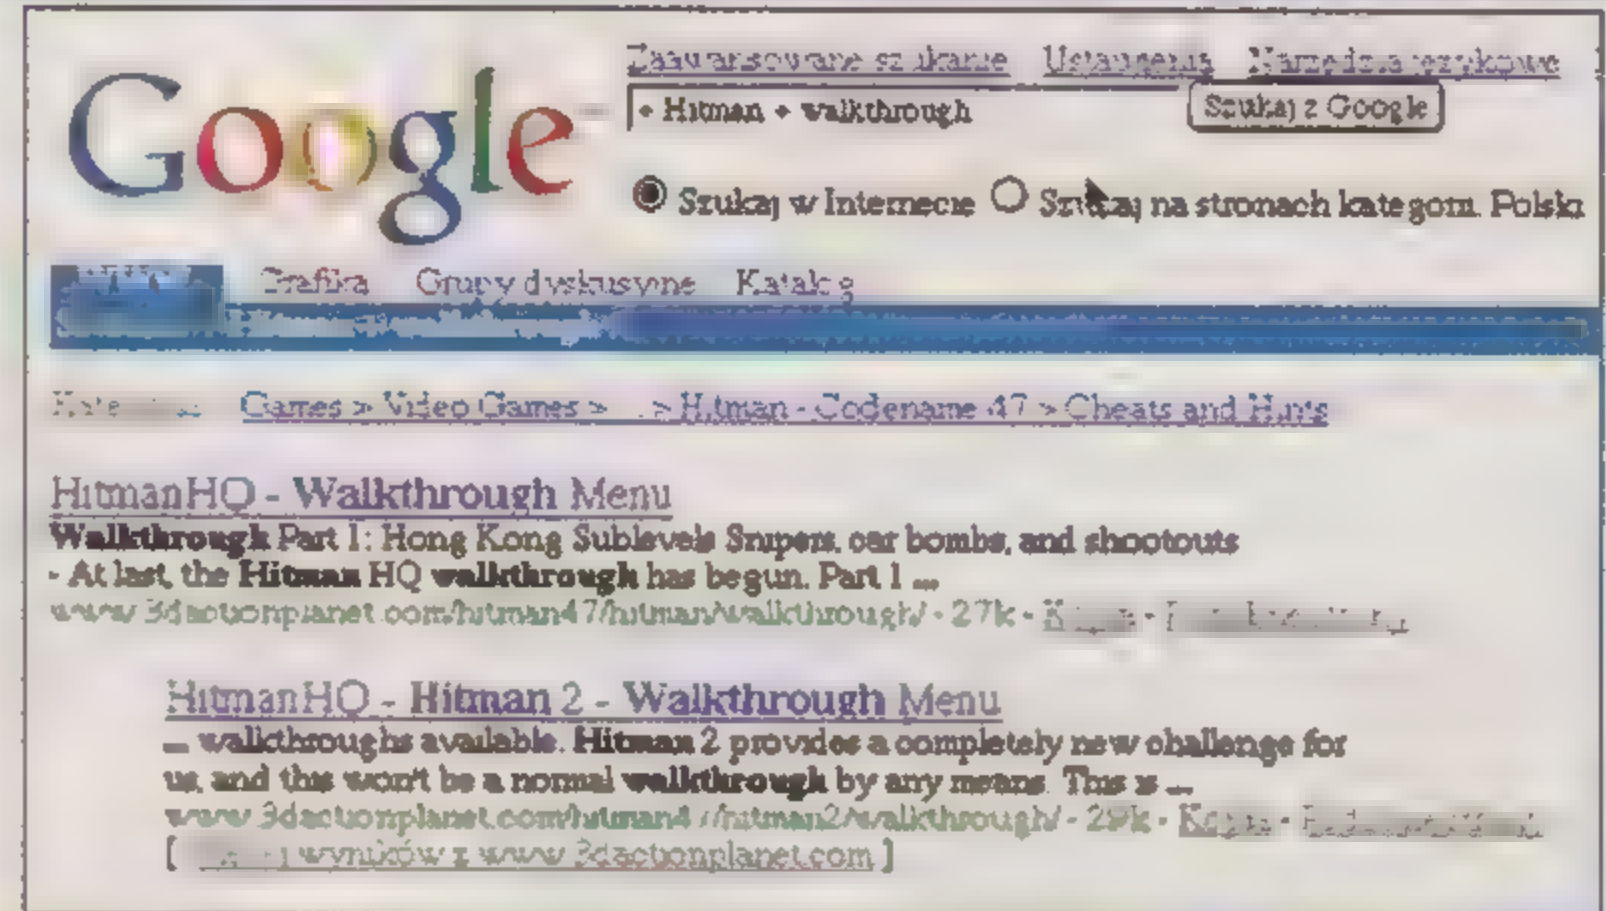 Google
Zaawansowane szukanie Ustawienia Narzędzia językowe
+ Hitman + walkthrough
Szukaj z Google
Szukaj w Internecie Szukaj na stronach kategorii: Polski
Grafika Grupy dyskusyjne Katalog
Games > Video Games > ... > Hitman - Codename 47 > Cheats and Hints
HitmanHQ - Walkthrough Menu
Walkthrough Part 1: Hong Kong Sublevels Snipers, car bombs, and shootouts
- At last, the Hitman HQ walkthrough has begun. Part 1 ...
www.3dactionplanet.com/hitman47/hitman/walkthrough/ - 27k -
HitmanHQ - Hitman 2 - Walkthrough Menu
... walkthroughs available. Hitman 2 provides a completely new challenge for
us, and this won't be a normal walkthrough by any means. This is ...
www.3dactionplanet.com/hitman47/hitman2/walkthrough/ - 29k - Kopia -
[ wyników z www.3dactionplanet.com ]